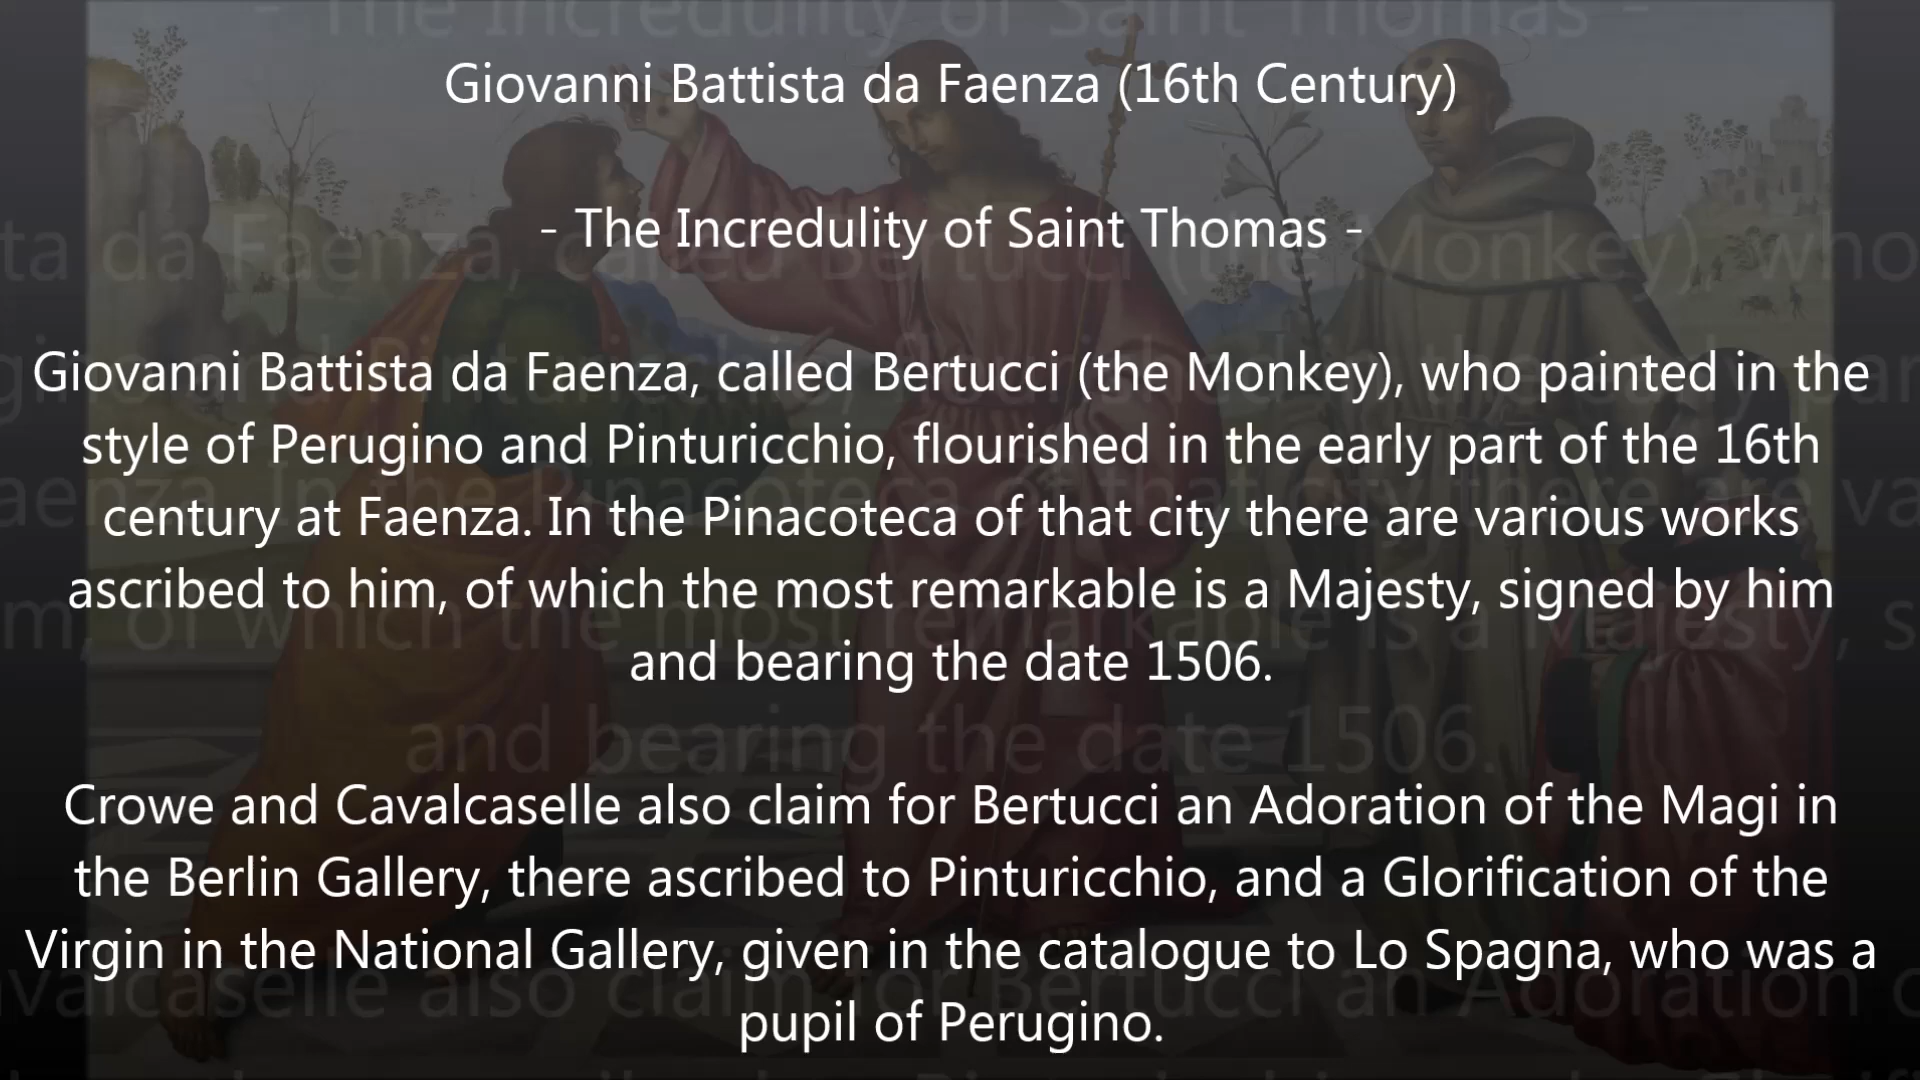 Giovanni Battista da Faenza (16th Century)
- The Incredulity of Saint Thomas -
Giovanni Battista da Faenza, called Bertucci (the Monkey), who painted in the
style of Perugino and Pinturicchio, flourished in the early part of the 16th
century at Faenza. In the Pinacoteca of that city there are various works
ascribed to him, of which the most remarkable is a Majesty, signed by him
and bearing the date 1506.
Crowe and Cavalcaselle also claim for Bertucci an Adoration of the Magi in
the Berlin Gallery, there ascribed to Pinturicchio, and a Glorification of the
Virgin in the National Gallery, given in the catalogue to Lo Spagna, who was a
pupil of Perugino.